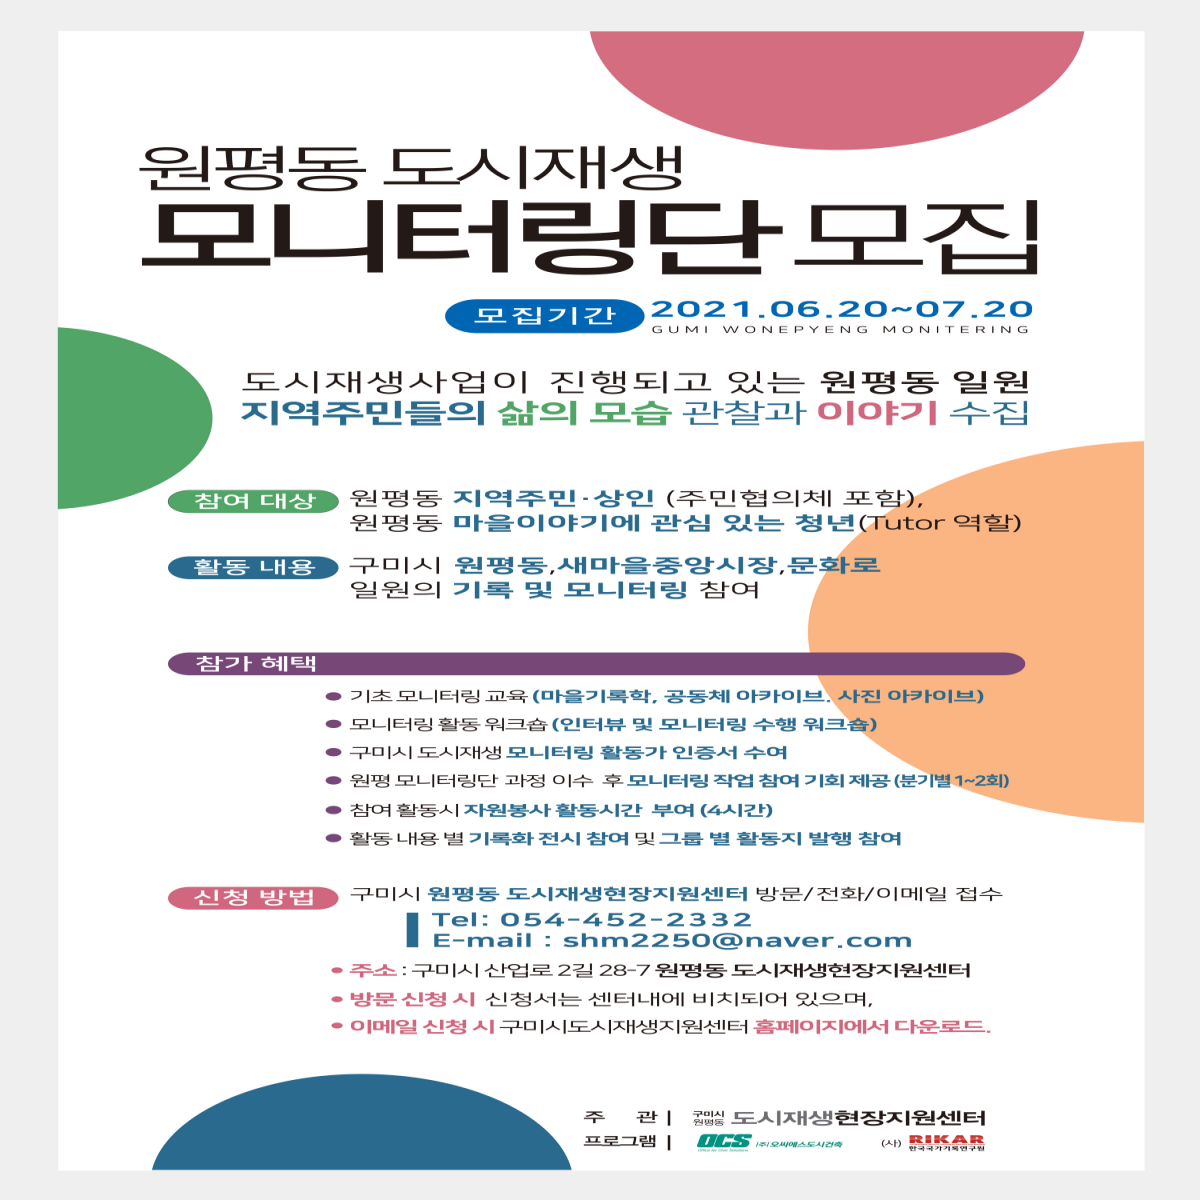 원평동 도시재생
모니터링단 모집
모집기간 2021.06.20~07.20
GUMI WONEPYENG MONITERING
도시재생사업이 진행되고 있는 원평동 일원
지역주민들의 삶의 모습 관찰과 이야기 수집
참여 대상 원평동 지역주민·상인 (주민협의체 포함),
원평동 마을이야기에 관심 있는 청년(Tutor 역할)
활동 내용 구미시 원평동,새마을중앙시장,문화로
일원의 기록 및 모니터링 참여
참가 혜택
● 기초 모니터링 교육 (마을기록학, 공동체 아카이브. 사진 아카이브)
● 모니터링 활동 워크숍 (인터뷰 및 모니터링 수행 워크숍)
● 구미시 도시재생 모니터링 활동가 인증서 수여
● 원평 모니터링단 과정 이수 후 모니터링 작업 참여 기회 제공 (분기별 1~2회)
● 참여 활동시 자원봉사 활동시간 부여 (4시간)
● 활동 내용 별 기록화 전시 참여 및 그룹 별 활동지 발행 참여
신청 방법 구미시 원평동 도시재생현장지원센터 방문/전화/이메일 접수
Tel: 054-452-2332
E-mail : shm2250@naver.com
• 주소 : 구미시 산업로 2길 28-7 원평동 도시재생현장지원센터
• 방문 신청 시 신청서는 센터내에 비치되어 있으며,
• 이메일 신청 시 구미시도시재생지원센터 홈페이지에서 다운로드.
주 관 | 구미시 원평동 도시재생현장지원센터
프로그램 | OCS (주)오씨에스도시건축 (사) RIKAR 한국국가기록연구원